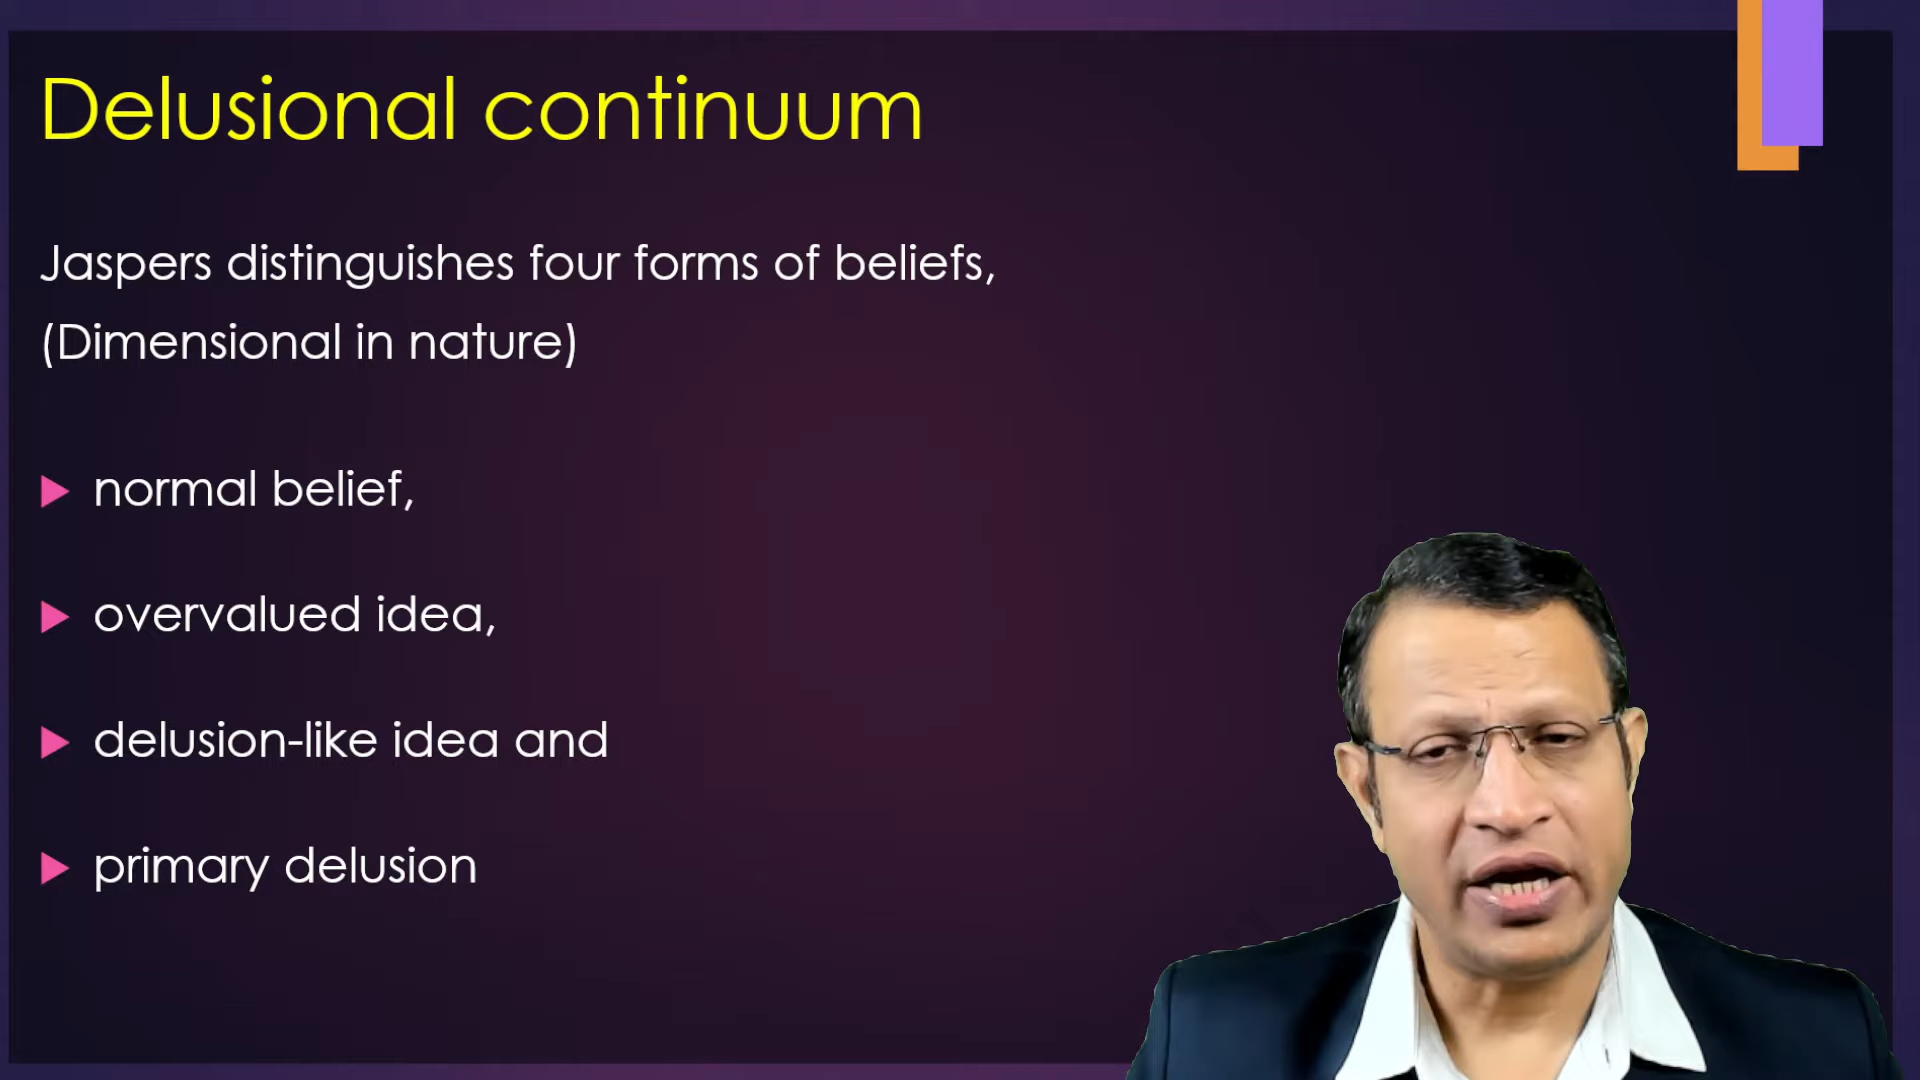 Delusional continuum
Jaspers distinguishes four forms of beliefs,
(Dimensional in nature)
normal belief,
overvalued idea,
delusion-like idea and
primary delusion